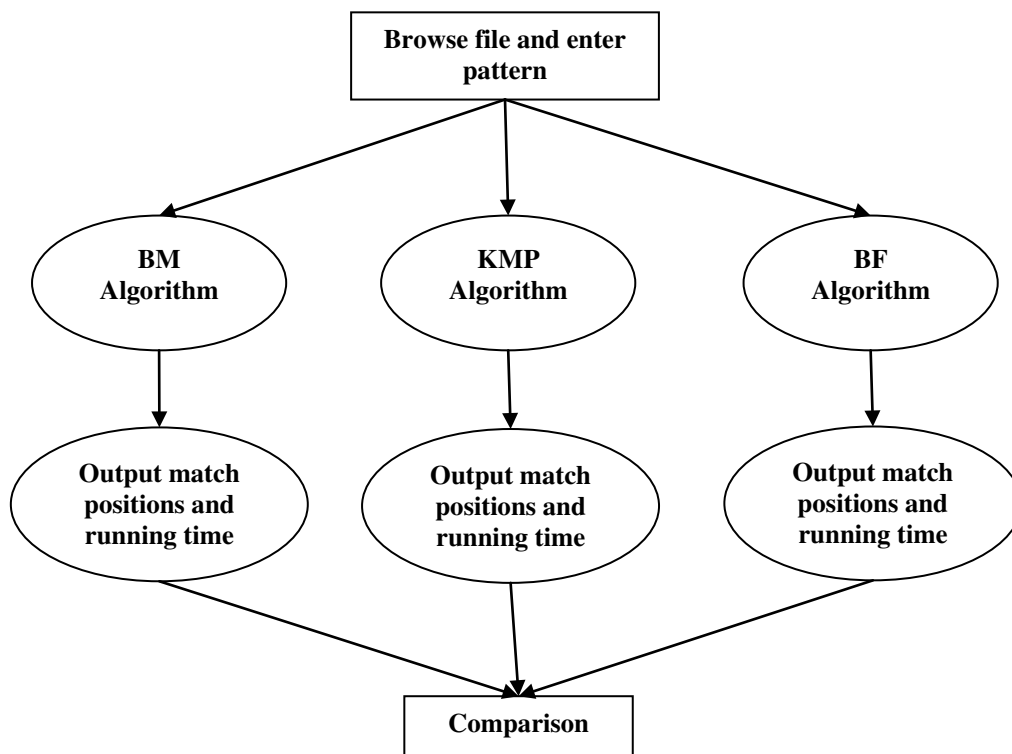 Browse file and enter
pattern
BM
Algorithm
KMP
Algorithm
BF
Algorithm
Output match
positions and
running time
Output match
positions and
running time
Output match
positions and
running time
Comparison